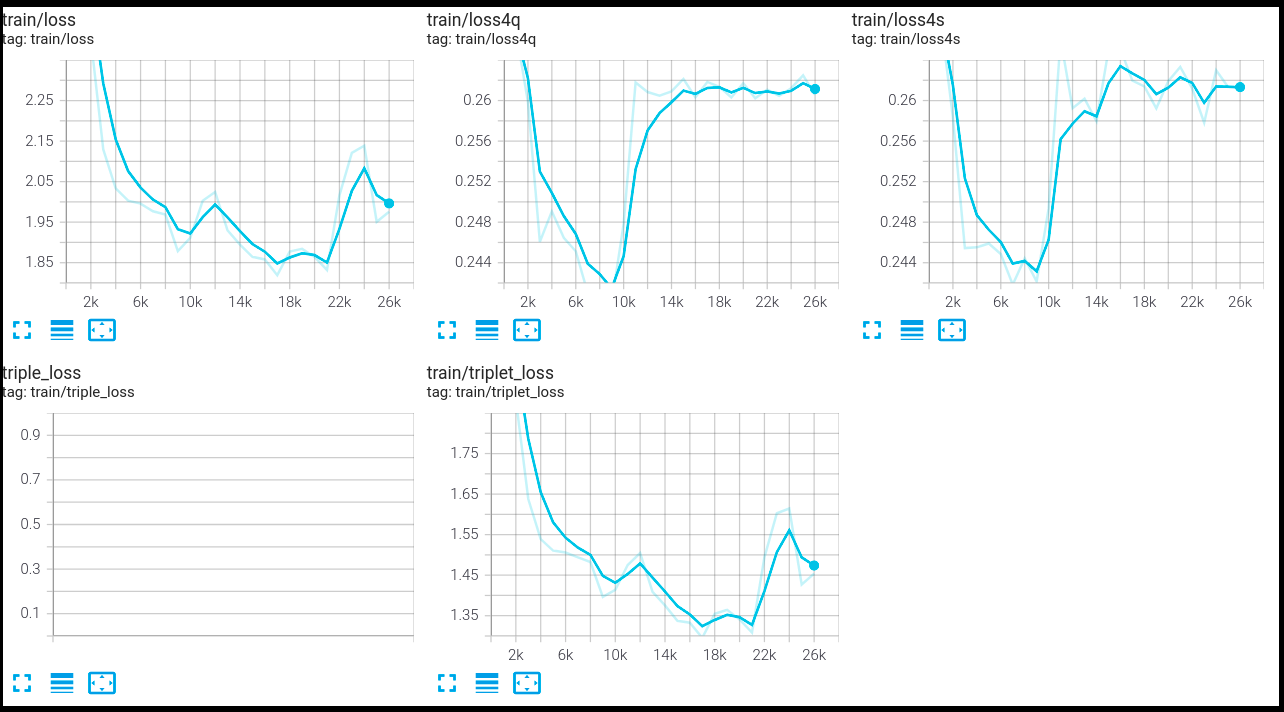 train/loss
tag: train/loss
2.25
2.15
2.05
1.95
1.85
2k 6k 10k 14k 18k 22k 26k
train/loss4q
tag: train/loss4q
0.26
0.256
0.252
0.248
0.244
2k 6k 10k 14k 18k 22k 26k
train/loss4s
tag: train/loss4s
0.26
0.256
0.252
0.248
0.244
2k 6k 10k 14k 18k 22k 26k
triple_loss
tag: train/triple_loss
0.9
0.7
0.5
0.3
0.1
train/triplet_loss
tag: train/triplet_loss
1.75
1.65
1.55
1.45
1.35
2k 6k 10k 14k 18k 22k 26k